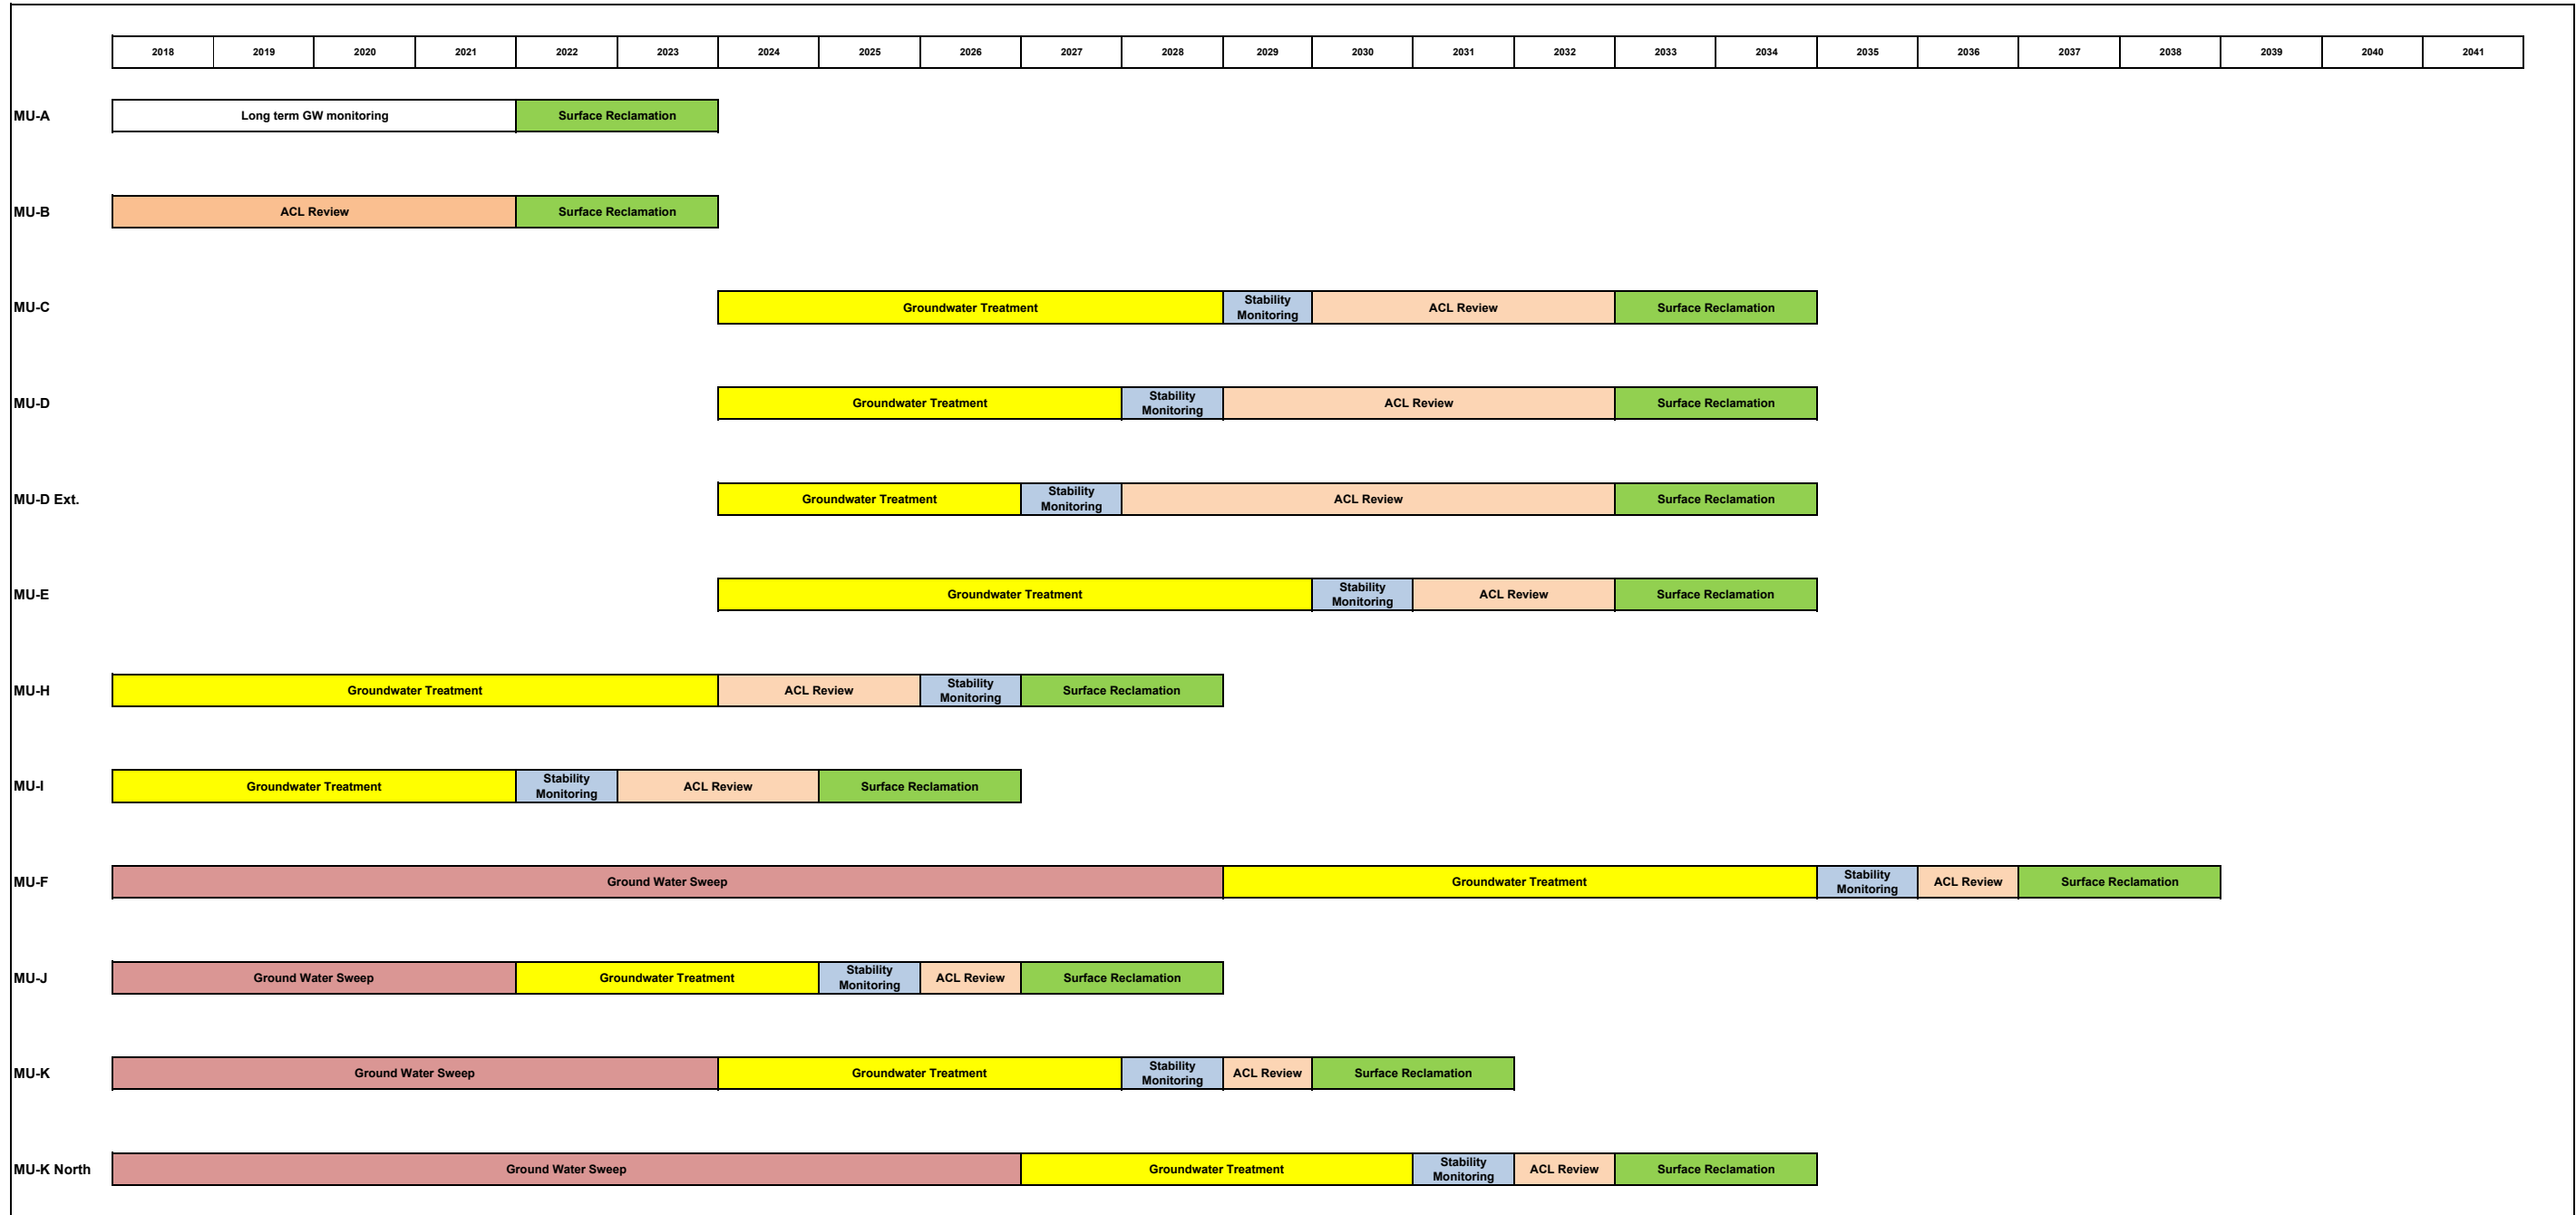 2018 2019 2020 2021 2022 2023 2024 2025 2026 2027 2028 2029 2030 2031 2032 2033 2034 2035 2036 2037 2038 2039 2040 2041
MU-A Long term GW monitoring Surface Reclamation
MU-B ACL Review Surface Reclamation
MU-C Groundwater Treatment Stability Monitoring ACL Review Surface Reclamation
MU-D Groundwater Treatment Stability Monitoring ACL Review Surface Reclamation
MU-D Ext. Groundwater Treatment Stability Monitoring ACL Review Surface Reclamation
MU-E Groundwater Treatment Stability Monitoring ACL Review Surface Reclamation
MU-H Groundwater Treatment ACL Review Stability Monitoring Surface Reclamation
MU-I Groundwater Treatment Stability Monitoring ACL Review Surface Reclamation
MU-F Ground Water Sweep Groundwater Treatment Stability Monitoring ACL Review Surface Reclamation
MU-J Ground Water Sweep Groundwater Treatment Stability Monitoring ACL Review Surface Reclamation
MU-K Ground Water Sweep Groundwater Treatment Stability Monitoring ACL Review Surface Reclamation
MU-K North Ground Water Sweep Groundwater Treatment Stability Monitoring ACL Review Surface Reclamation